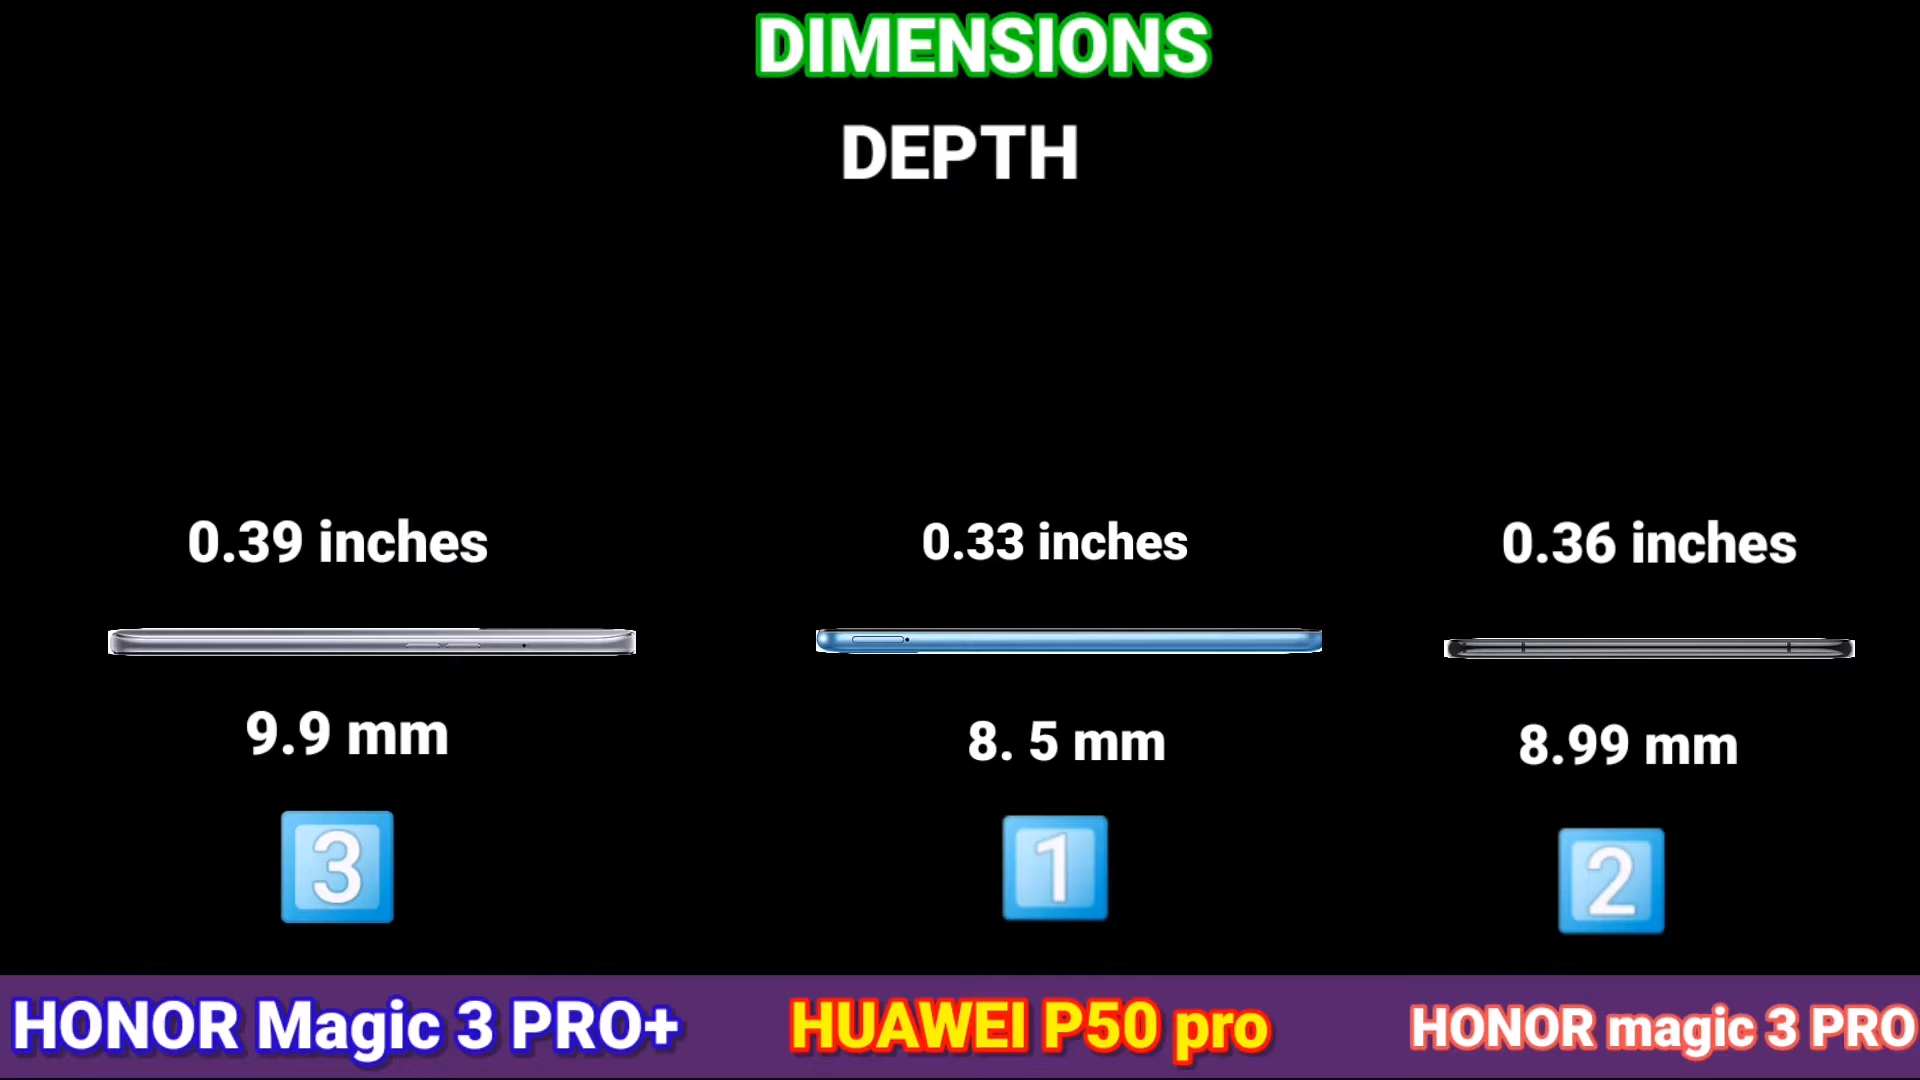 DIMENSIONS
DEPTH
0.39 inches
0.33 inches
0.36 inches
9.9 mm
8. 5 mm
8.99 mm
3
1
2
HONOR Magic 3 PRO+
HUAWEI P50 pro
HONOR magic 3 PRO